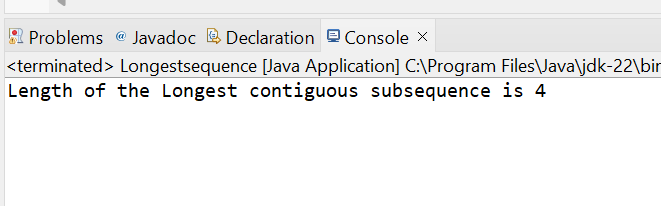 Problems @ Javadoc Declaration Console ×
<terminated> Longestsequence [Java Application] C:\Program Files\Java\jdk-22\bin
Length of the Longest contiguous subsequence is 4